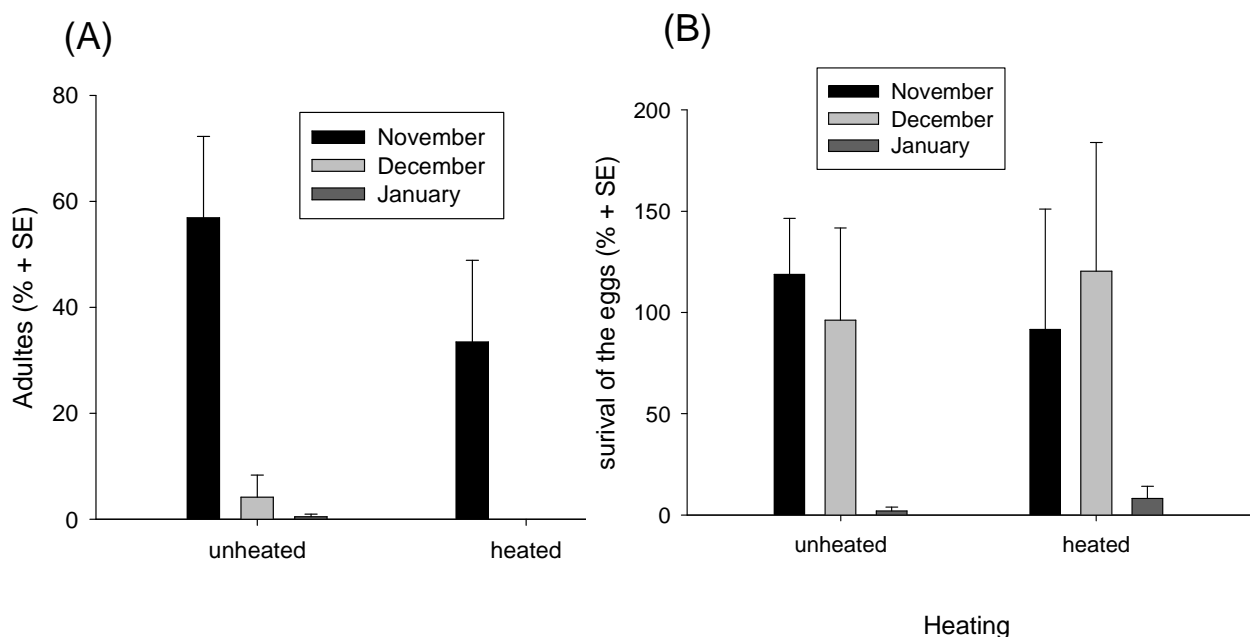 (A)
80
60
40
20
0
Adultes (% + SE)
November
December
January
unheated
heated
(B)
200
150
100
50
0
surival of the eggs (% + SE)
November
December
January
unheated
heated
Heating